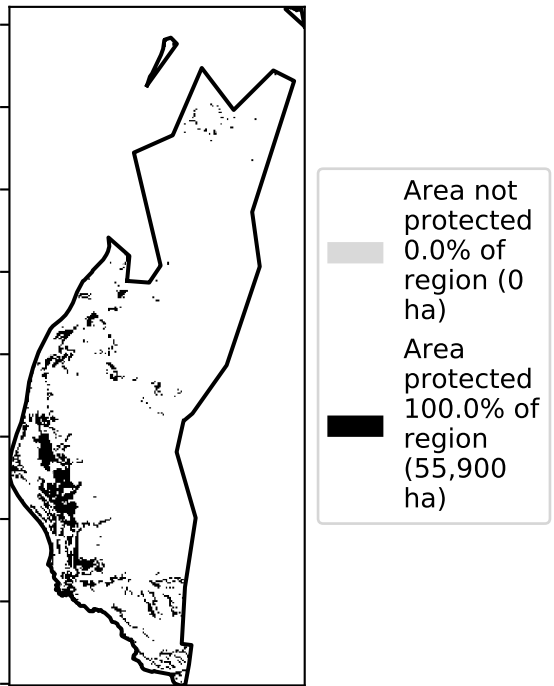 Area not
protected
0.0% of
region (0
ha)
Area
protected
100.0% of
region
(55,900
ha)